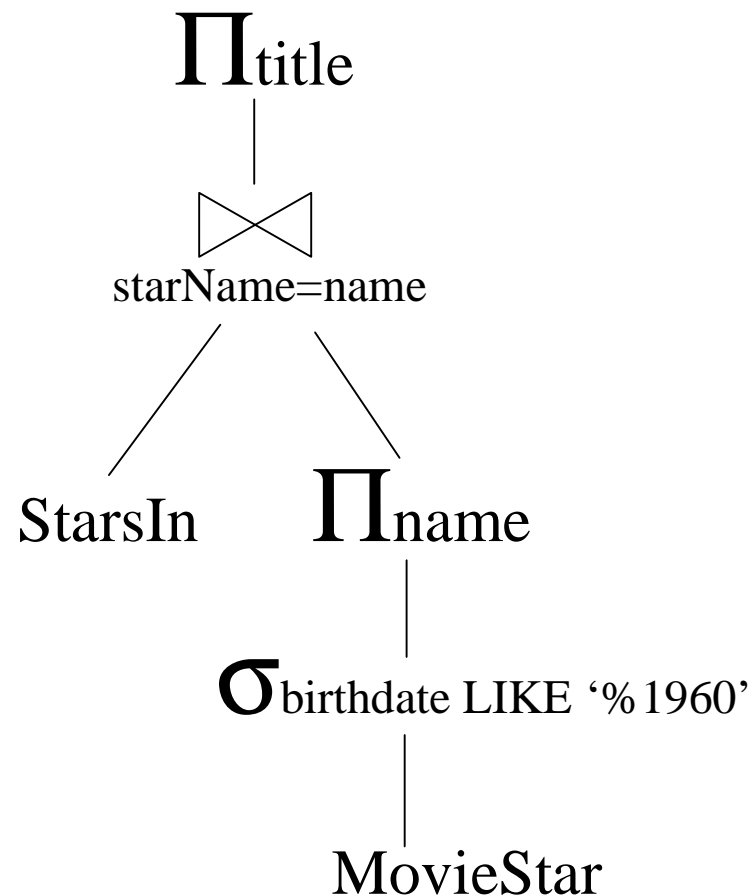 Πtitle
starName=name
StarsIn Πname
σbirthdate LIKE ‘%1960’
MovieStar